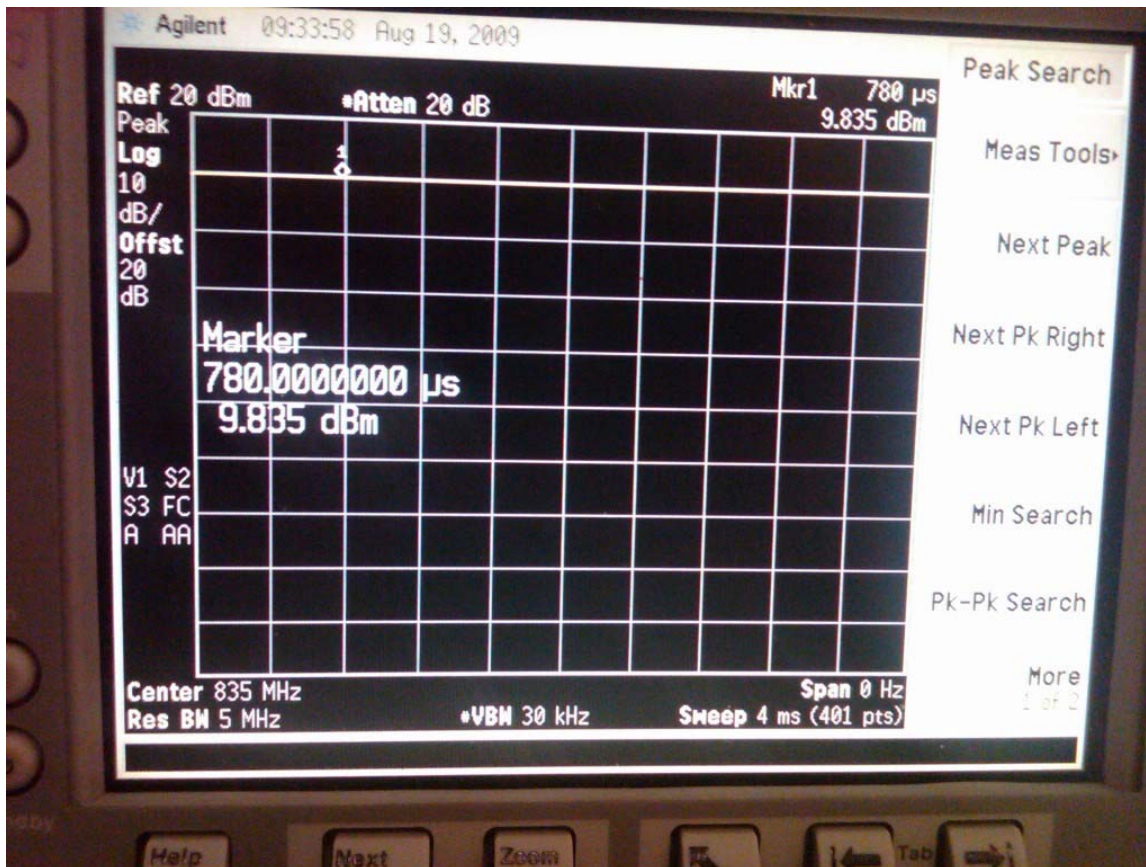 Agilent 09:33:58 Aug 19, 2009
Peak Search
Mkr1 780 µs
Ref 20 dBm #Atten 20 dB 9.835 dBm
Peak
Log
10
dB/
Offst
20
dB
1
Marker
780.0000000 µs
9.835 dBm
V1 S2
S3 FC
A AA
Center 835 MHz Span 0 Hz
Res BW 5 MHz #VBW 30 kHz Sweep 4 ms (401 pts)
Meas Tools
Next Peak
Next Pk Right
Next Pk Left
Min Search
Pk-Pk Search
More
1 of 2
Help
Next
Zoom
Tab